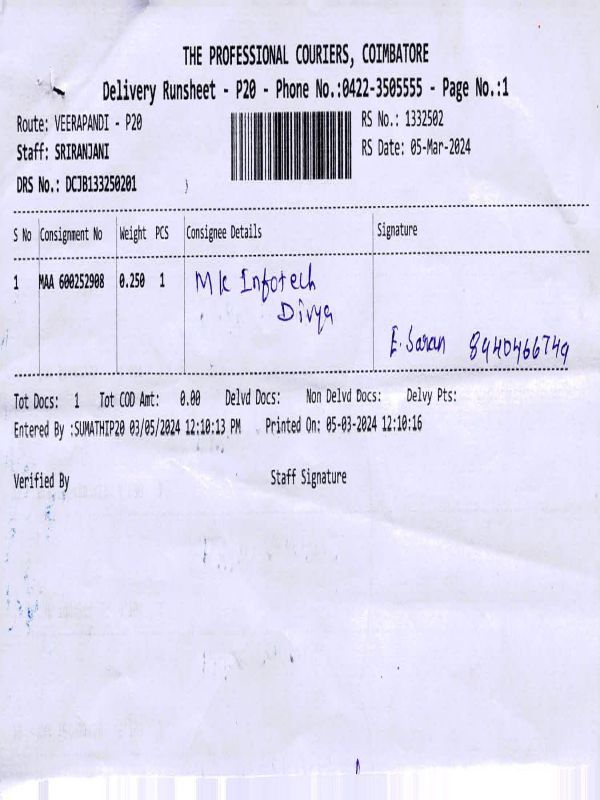 THE PROFESSIONAL COURIERS, COIMBATORE
Delivery Runsheet - P20 - Phone No.:0422-3505555 - Page No.:1
Route: VEERAPANDI - P20 RS No.: 1332502
Staff: SRIRANJANI RS Date: 05-Mar-2024
DRS No.: DCJB133250201
S No Consignment No Weight PCS Consignee Details Signature
1 MAA 600252908 0.250 1 MK Infotech
Divya
E. Saran 8940466749
Tot Docs: 1 Tot COD Amt: 0.00 Delvd Docs: Non Delvd Docs: Delvy Pts:
Entered By :SUMATHIP20 03/05/2024 12:10:13 PM Printed On: 05-03-2024 12:10:16
Verified By Staff Signature